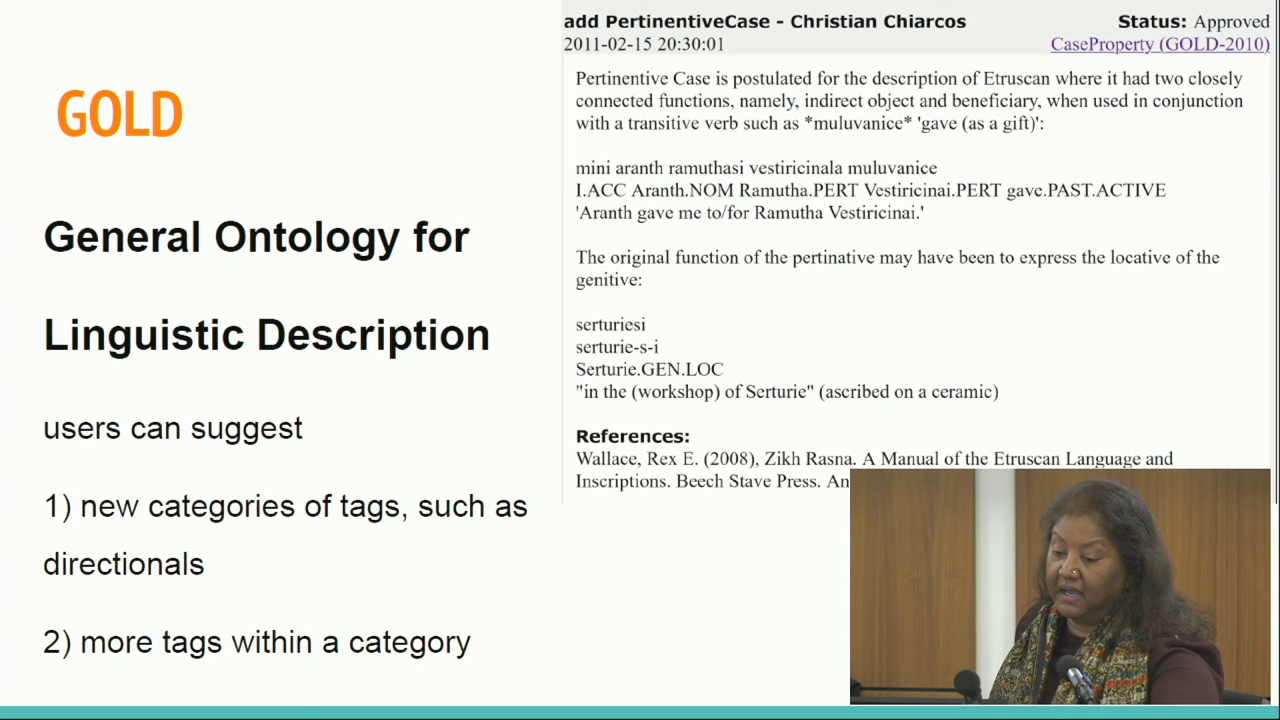 GOLD
General Ontology for
Linguistic Description
users can suggest
1) new categories of tags, such as
directionals
2) more tags within a category
add PertinentiveCase - Christian Chiarcos
Status: Approved
2011-02-15 20:30:01
CaseProperty (GOLD-2010)
Pertinentive Case is postulated for the description of Etruscan where it had two closely
connected functions, namely, indirect object and beneficiary, when used in conjunction
with a transitive verb such as *muluvanice* 'gave (as a gift)':
mini aranth ramuthasi vestiricinala muluvanice
I.ACC Aranth.NOM Ramutha.PERT Vestiricinai.PERT gave.PAST.ACTIVE
'Aranth gave me to/for Ramutha Vestiricinai.'
The original function of the pertinative may have been to express the locative of the
genitive:
serturiesi
serturie-s-i
Serturie.GEN.LOC
"in the (workshop) of Serturie" (ascribed on a ceramic)
References:
Wallace, Rex E. (2008), Zikh Rasna. A Manual of the Etruscan Language and
Inscriptions. Beech Stave Press. An